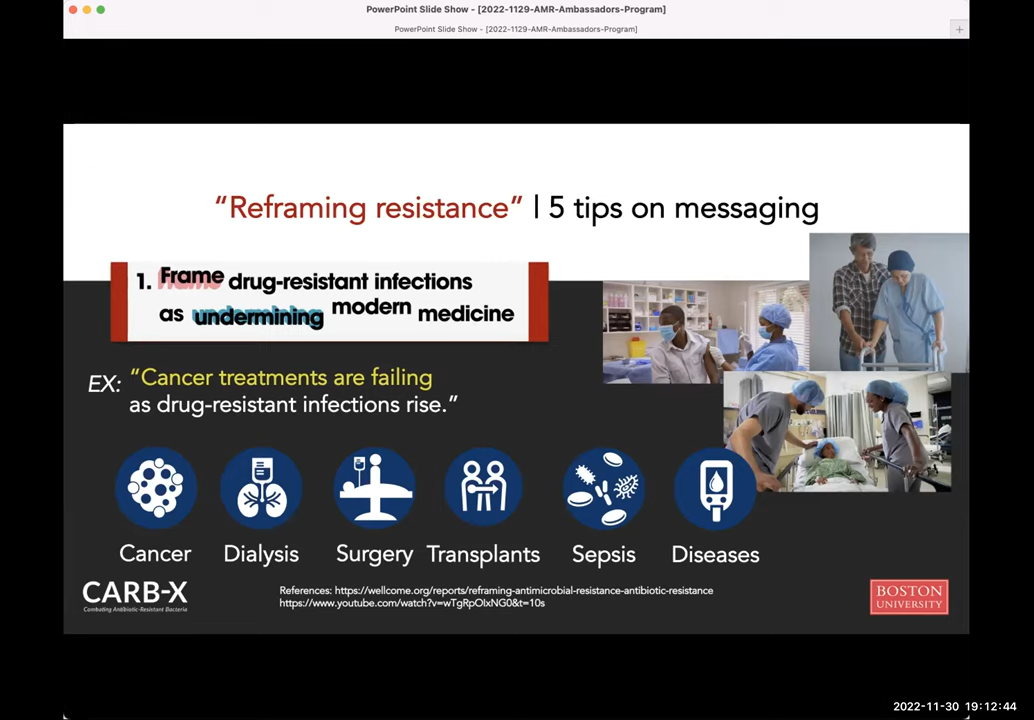 PowerPoint Slide Show - [2022-1129-AMR-Ambassadors-Program]
PowerPoint Slide Show - [2022-1129-AMR-Ambassadors-Program]
“Reframing resistance” | 5 tips on messaging
1. Frame drug-resistant infections
as undermining modern medicine
EX: “Cancer treatments are failing
as drug-resistant infections rise.”
Cancer Dialysis Surgery Transplants Sepsis Diseases
CARB-X
Combating Antibiotic-Resistant Bacteria
References: https://wellcome.org/reports/reframing-antimicrobial-resistance-antibiotic-resistance
https://www.youtube.com/watch?v=wTgRpOIxNG0&t=10s
BOSTON
UNIVERSITY
2022-11-30 19:12:44